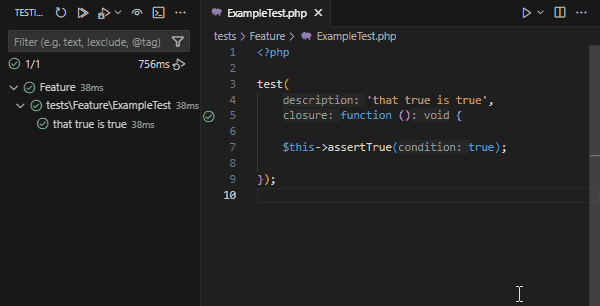 TESTI...
Filter (e.g. text, !exclude, @tag)
1/1
756ms
Feature 38ms
tests\Feature\ExampleTest 38ms
that true is true 38ms
ExampleTest.php
tests > Feature > ExampleTest.php
1 <?php
2
3 test(
4 description: 'that true is true',
5 closure: function (): void {
6
7 $this->assertTrue(condition: true);
8
9 });
10